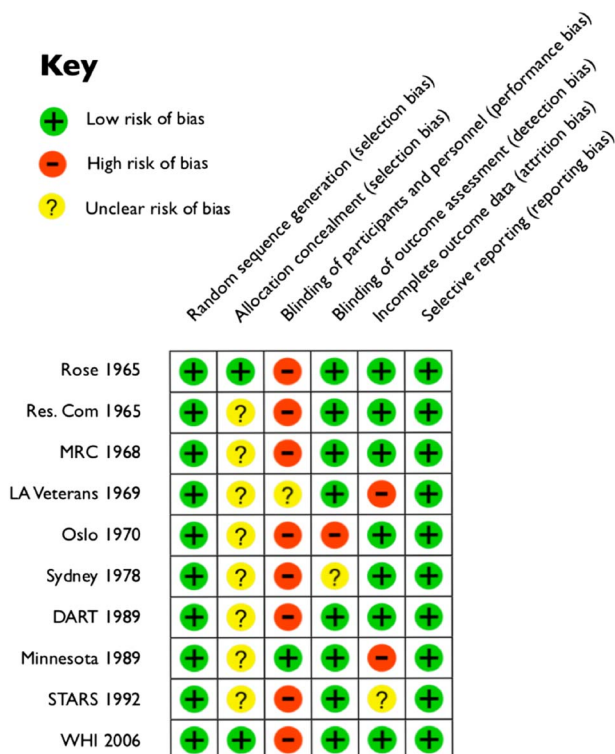 Key
+ Low risk of bias
- High risk of bias
? Unclear risk of bias
Random sequence generation (selection bias)
Allocation concealment (selection bias)
Blinding of participants and personnel (performance bias)
Blinding of outcome assessment (detection bias)
Incomplete outcome data (attrition bias)
Selective reporting (reporting bias)
Rose 1965 + + - + + +
Res. Com 1965 + ? - + + +
MRC 1968 + ? - + + +
LA Veterans 1969 + ? ? + - +
Oslo 1970 + ? - - + +
Sydney 1978 + ? - ? + +
DART 1989 + ? - + + +
Minnesota 1989 + ? + + - +
STARS 1992 + ? - + ? +
WHI 2006 + + - + + +